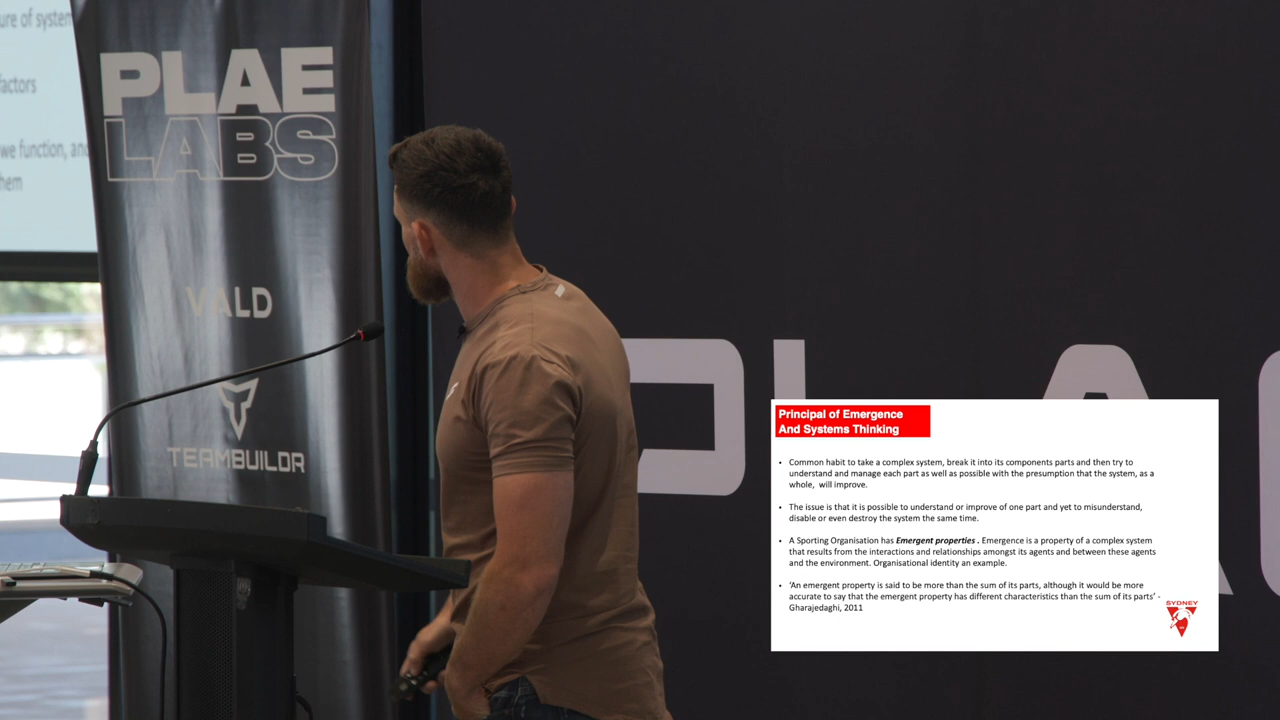 ure of system
factors
we function, and
hem
PLAE
LABS
VALD
TEAMBUILDR
Principal of Emergence
And Systems Thinking
• Common habit to take a complex system, break it into its components parts and then try to
understand and manage each part as well as possible with the presumption that the system, as a
whole, will improve.
• The issue is that it is possible to understand or improve of one part and yet to misunderstand,
disable or even destroy the system the same time.
• A Sporting Organisation has Emergent properties . Emergence is a property of a complex system
that results from the interactions and relationships amongst its agents and between these agents
and the environment. Organisational identity an example.
• ‘An emergent property is said to be more than the sum of its parts, although it would be more
accurate to say that the emergent property has different characteristics than the sum of its parts’ -
Gharajedaghi, 2011
SYDNEY